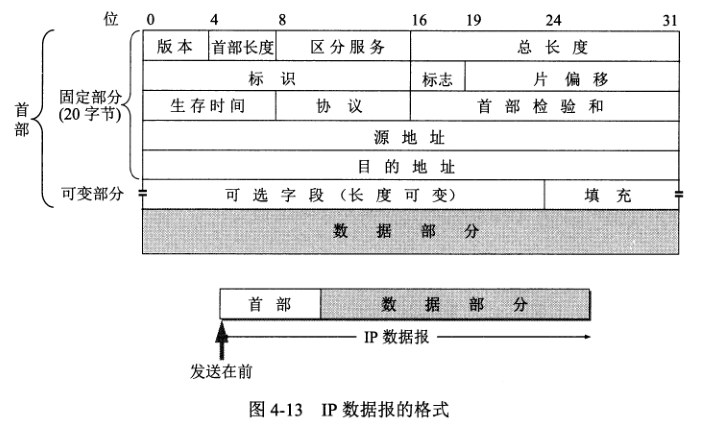 位 0 4 8 16 19 24 31
版本 首部长度 区分服务 总长度
标识 标志 片偏移
固定部分
(20 字节)
首部
生存时间 协议 首部检验和
源地址
目的地址
可变部分 可选字段（长度可变） 填充
数据部分
首部 数据部分
IP 数据报
发送在前
图 4-13 IP 数据报的格式